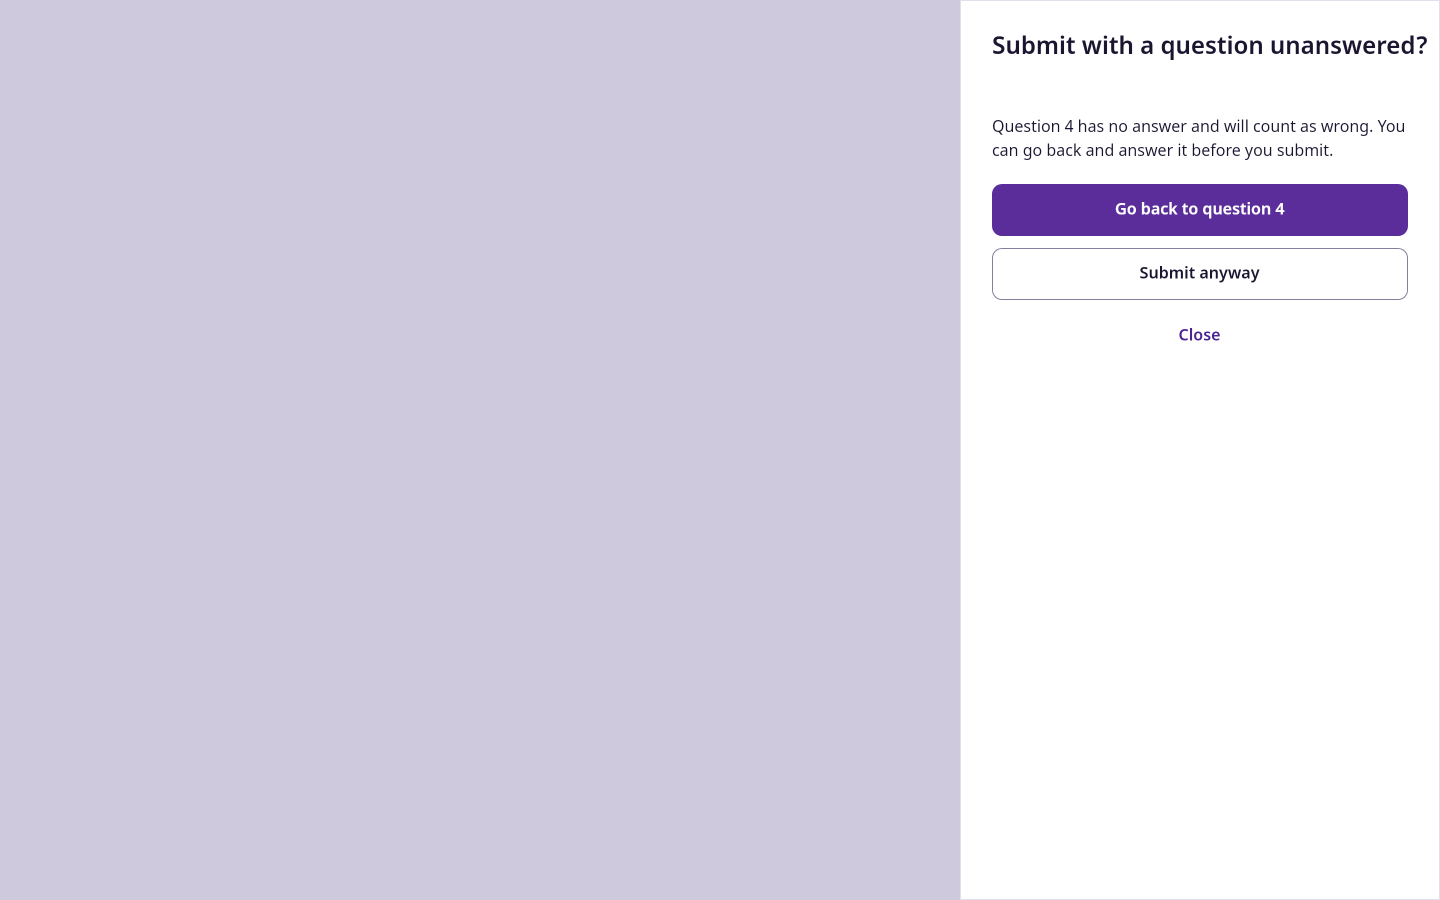 Submit with a question unanswered?
Question 4 has no answer and will count as wrong. You
can go back and answer it before you submit.
Go back to question 4
Submit anyway
Close